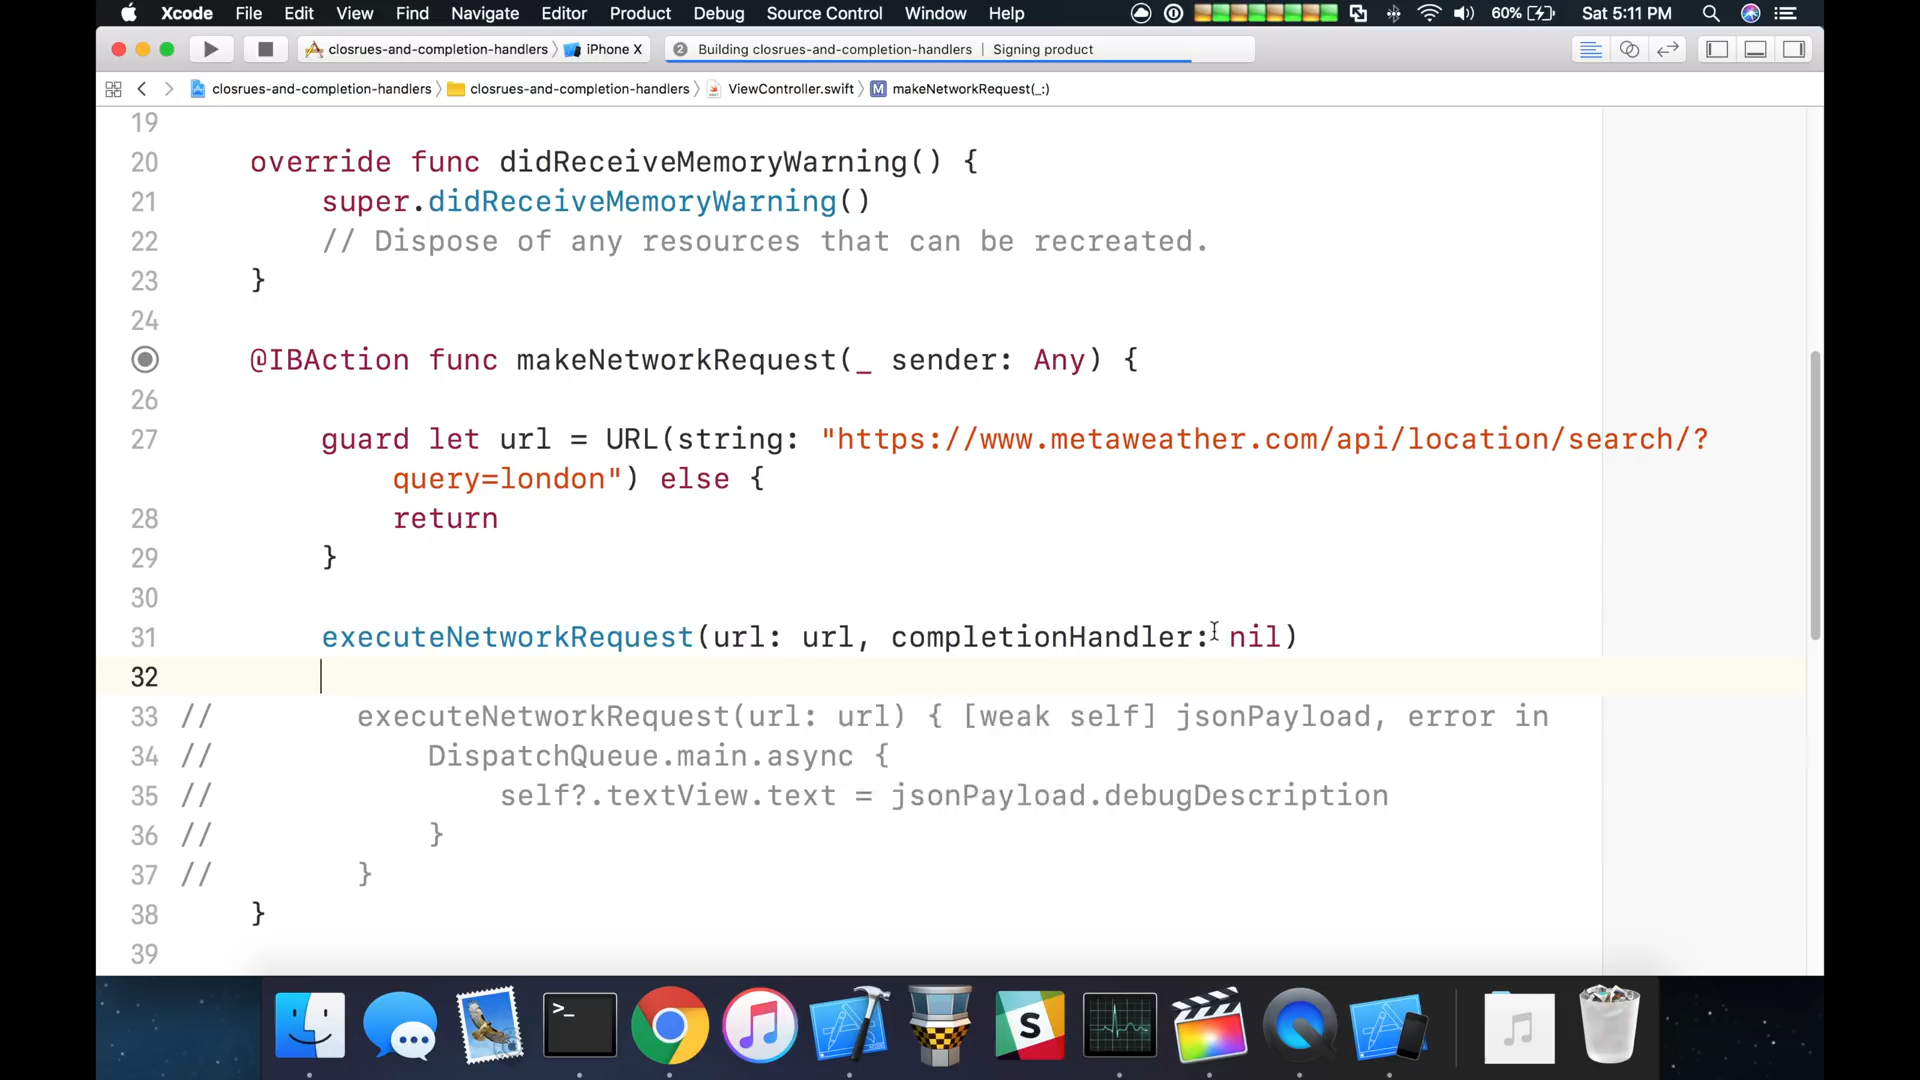 Xcode File Edit View Find Navigate Editor Product Debug Source Control Window Help 60% Sat 5:11 PM
closrues-and-completion-handlers iPhone X 2 Building closrues-and-completion-handlers | Signing product
closrues-and-completion-handlers closrues-and-completion-handlers ViewController.swift M makeNetworkRequest(_:)
19
20 override func didReceiveMemoryWarning() {
21 super.didReceiveMemoryWarning()
22 // Dispose of any resources that can be recreated.
23 }
24
@IBAction func makeNetworkRequest(_ sender: Any) {
26
27 guard let url = URL(string: "https://www.metaweather.com/api/location/search/?
query=london") else {
28 return
29 }
30
31 executeNetworkRequest(url: url, completionHandler: nil)
32
33 // executeNetworkRequest(url: url) { [weak self] jsonPayload, error in
34 // DispatchQueue.main.async {
35 // self?.textView.text = jsonPayload.debugDescription
36 // }
37 // }
38 }
39
>_
S